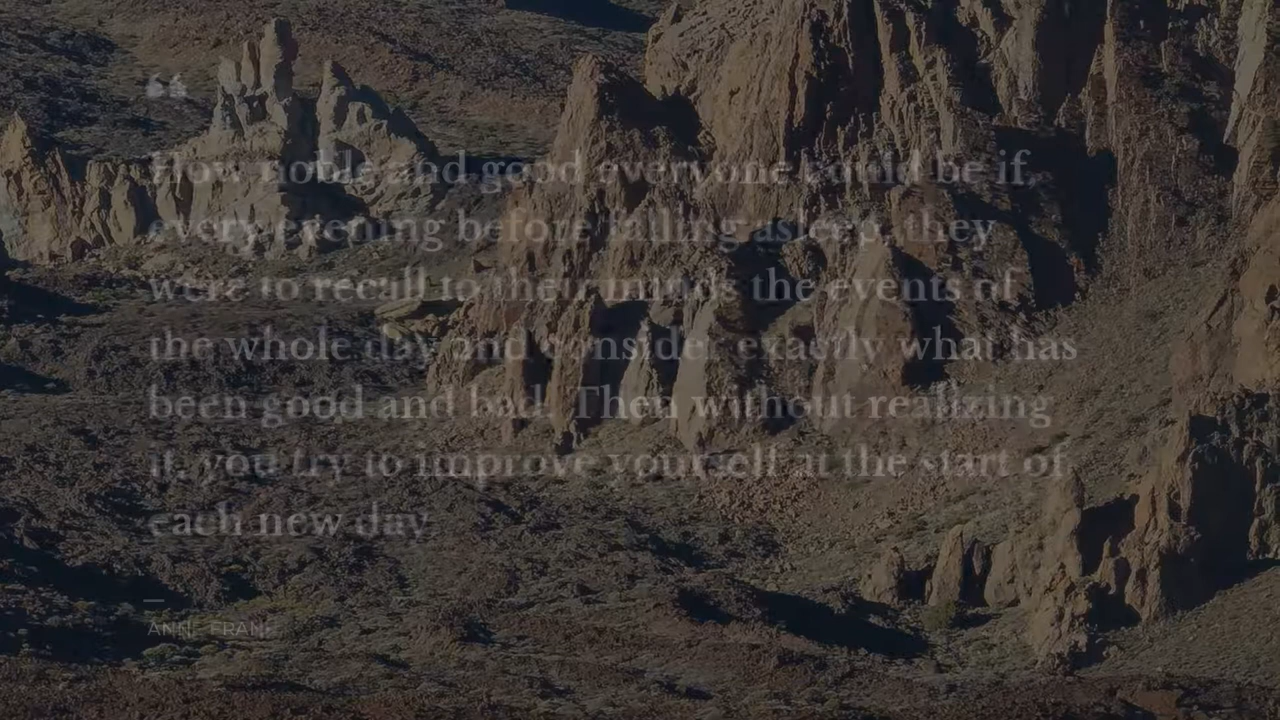 “
How noble and good everyone could be if,
every evening before falling asleep, they
were to recall to their minds the events of
the whole day and consider exactly what has
been good and bad. Then without realizing
it, you try to improve yourself at the start of
each new day
ANNE FRANK